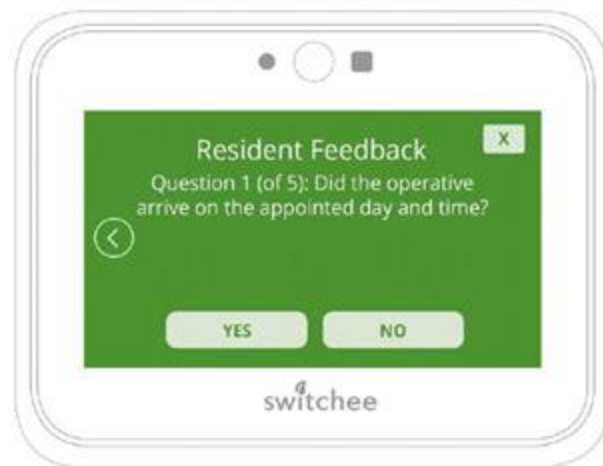 Resident Feedback
X
Question 1 (of 5): Did the operative
arrive on the appointed day and time?
YES
NO
switchee